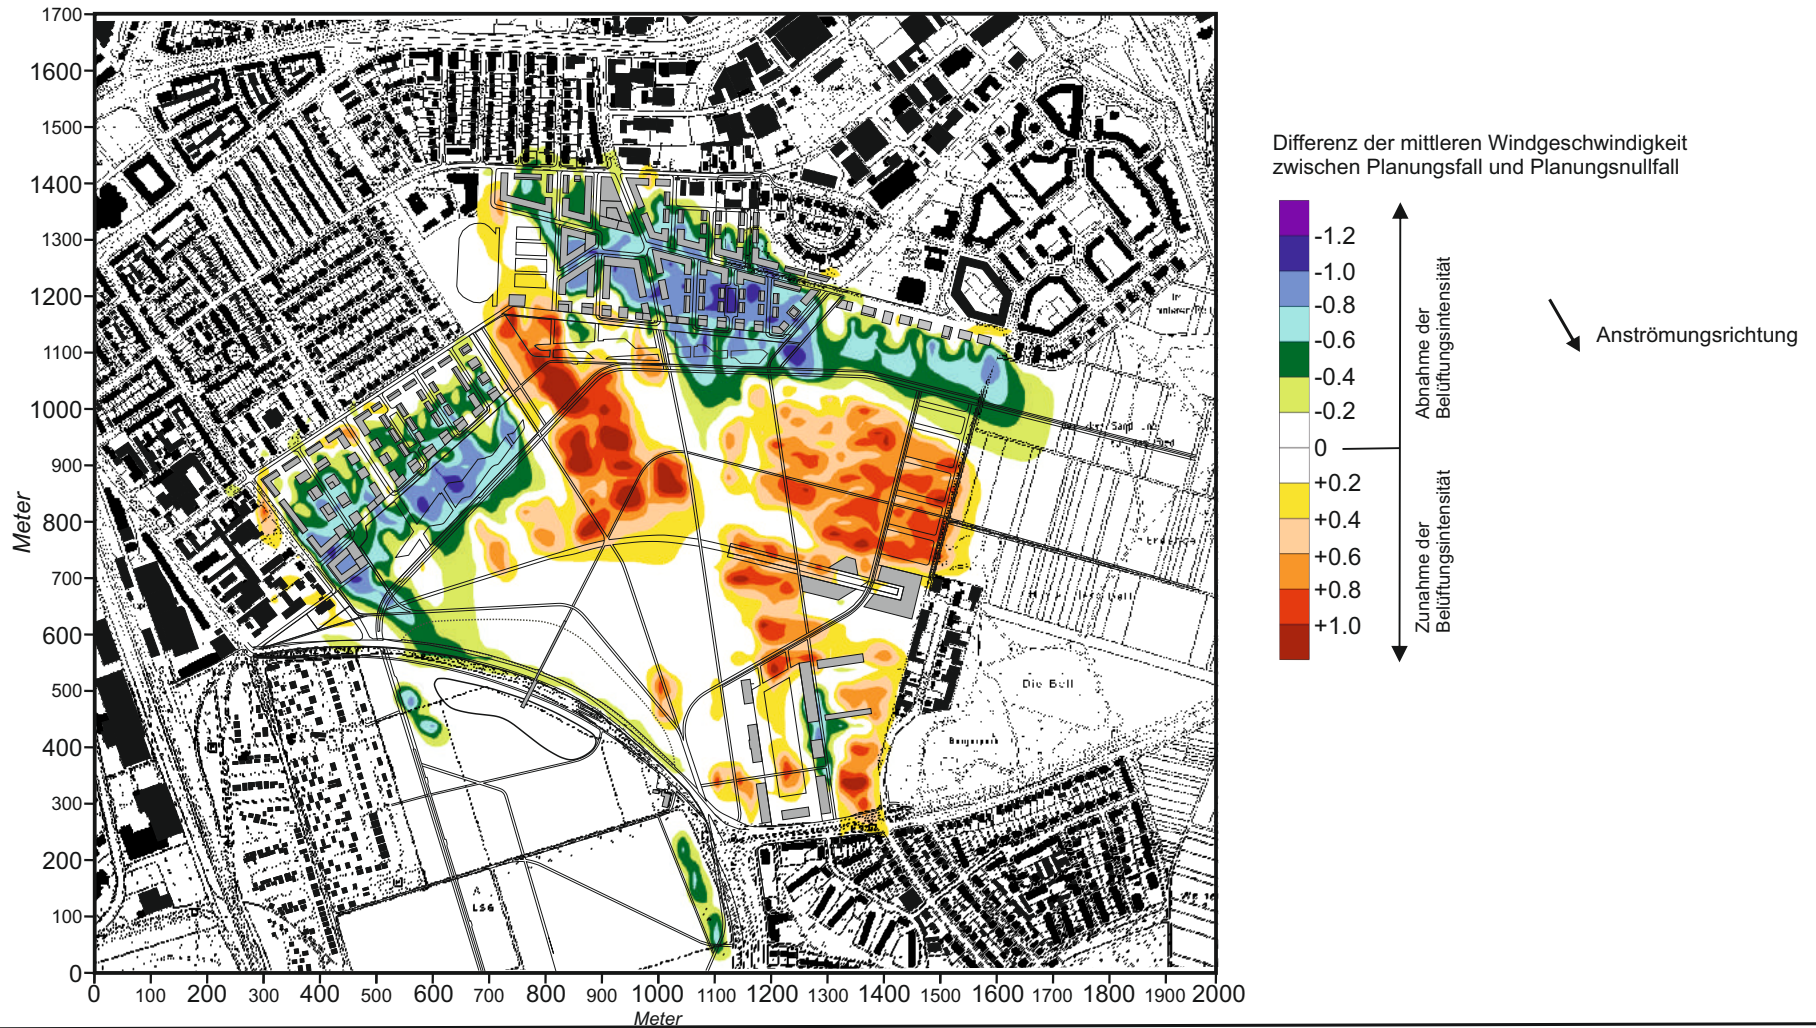 1700
1600
1500
1400
1300
1200
1100
1000
900
800
700
600
500
400
300
200
100
0
Meter
0 100 200 300 400 500 600 700 800 900 1000 1100 1200 1300 1400 1500 1600 1700 1800 1900 2000
Meter
Die Bell
LSG
Differenz der mittleren Windgeschwindigkeit
zwischen Planungsfall und Planungsnullfall
-1.2
-1.0
-0.8
-0.6
-0.4
-0.2
0
+0.2
+0.4
+0.6
+0.8
+1.0
Abnahme der
Belüftungsintensität
Zunahme der
Belüftungsintensität
Anströmungsrichtung